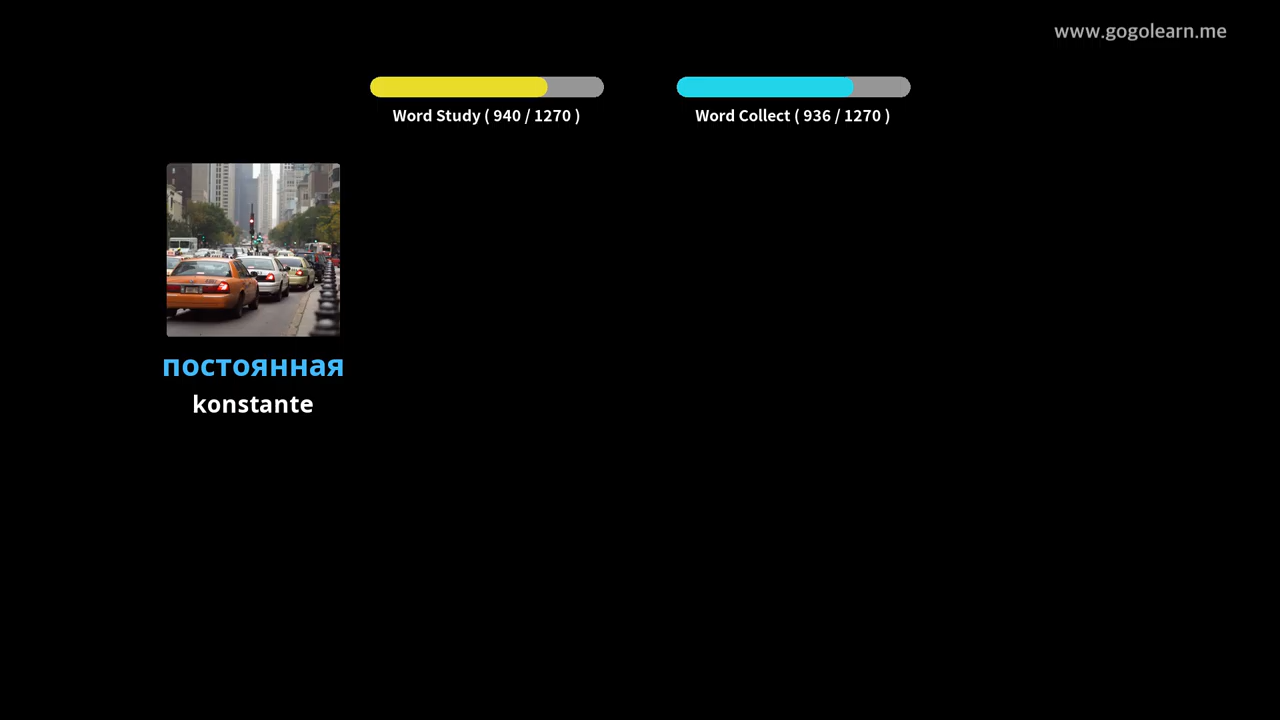 www.gogolearn.me
Word Study ( 940 / 1270 )
Word Collect ( 936 / 1270 )
постоянная
konstante